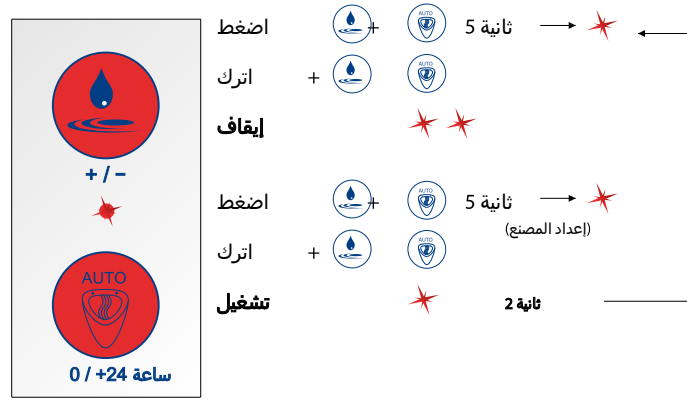 اضغط + AUTO 5 ثانية
اترك + AUTO
إيقاف
+ / −
اضغط + AUTO 5 ثانية
(إعداد المصنع)
اترك + AUTO
تشغيل 2 ثانية
AUTO
0 / +24 ساعة